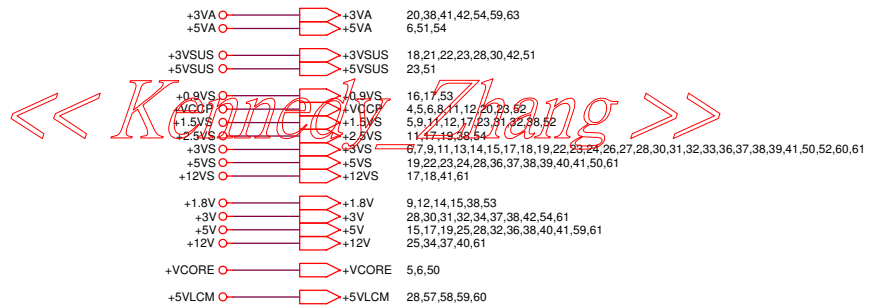 +3VA +3VA 20,38,41,42,54,59,63
+5VA +5VA 6,51,54
+3VSUS +3VSUS 18,21,22,23,28,30,42,51
+5VSUS +5VSUS 23,51
+0.9VS +0.9VS 16,17,53
+VCCP +VCCP 4,5,6,8,11,12,20,23,52
<< Kennedy_Zhang >>
+1.5VS +1.5VS 5,9,11,12,17,23,31,32,38,52
+2.5VS +2.5VS 11,17,19,38,54
+3VS +3VS 6,7,9,11,13,14,15,17,18,19,22,23,24,26,27,28,30,31,32,33,36,37,38,39,41,50,52,60,61
+5VS +5VS 19,22,23,24,28,36,37,38,39,40,41,50,61
+12VS +12VS 17,18,41,61
+1.8V +1.8V 9,12,14,15,38,53
+3V +3V 28,30,31,32,34,37,38,42,54,61
+5V +5V 15,17,19,25,28,32,36,38,40,41,59,61
+12V +12V 25,34,37,40,61
+VCORE +VCORE 5,6,50
+5VLCM +5VLCM 28,57,58,59,60